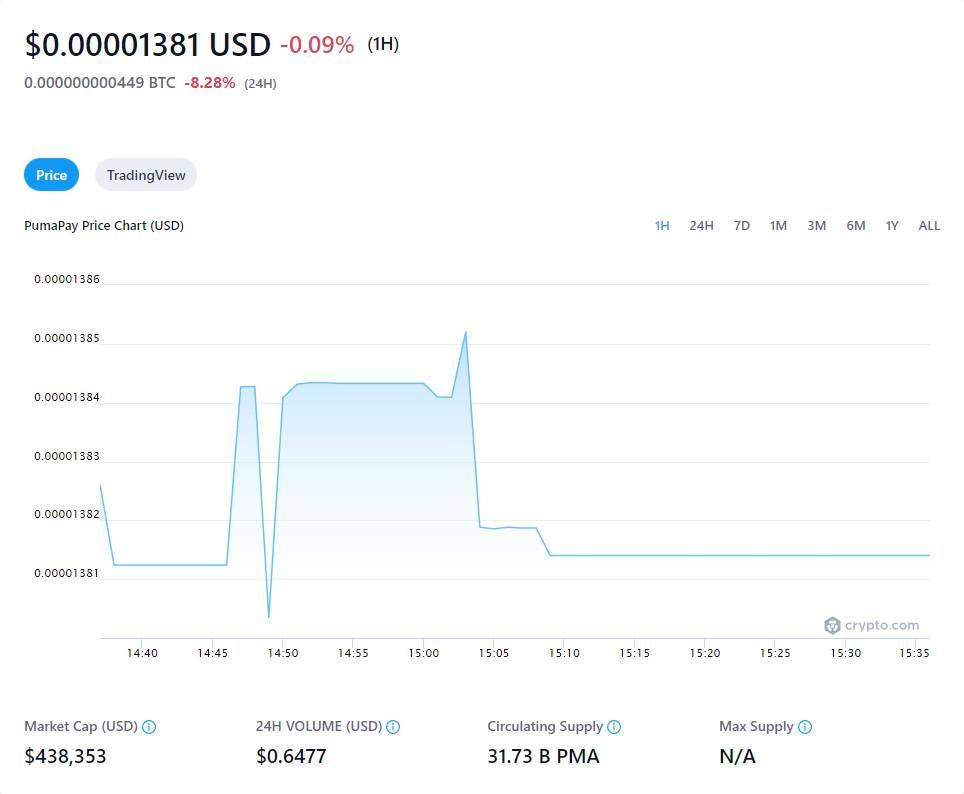 $0.00001381 USD -0.09% (1H)
0.000000000449 BTC -8.28% (24H)
Price TradingView
PumaPay Price Chart (USD) 1H 24H 7D 1M 3M 6M 1Y ALL
0.00001386
0.00001385
0.00001384
0.00001383
0.00001382
0.00001381
crypto.com
14:40 14:45 14:50 14:55 15:00 15:05 15:10 15:15 15:20 15:25 15:30 15:35
Market Cap (USD) 24H VOLUME (USD) Circulating Supply Max Supply
$438,353 $0.6477 31.73 B PMA N/A